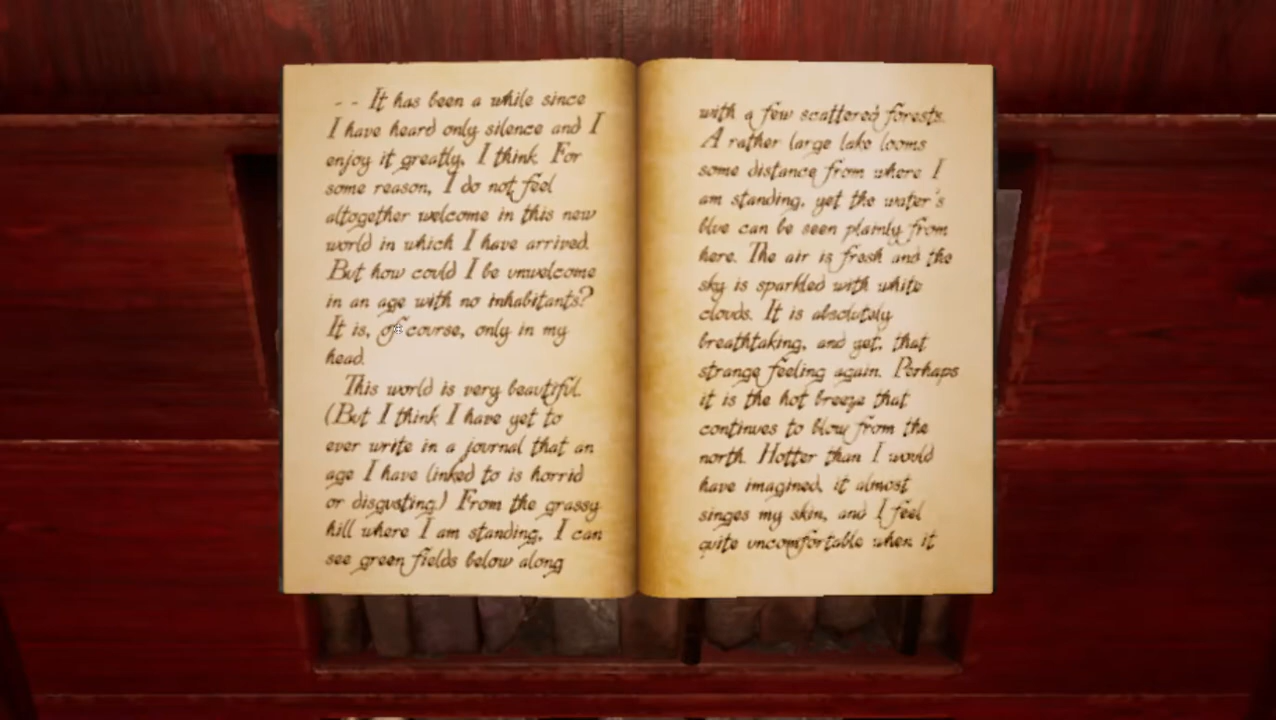 - - It has been a while since
I have heard only silence and I
enjoy it greatly, I think. For
some reason, I do not feel
altogether welcome in this new
world in which I have arrived.
But how could I be unwelcome
in an age with no inhabitants?
It is, of course, only in my
head.
This world is very beautiful.
(But I think I have yet to
ever write in a journal that an
age I have linked to is horrid
or disgusting.) From the grassy
hill where I am standing, I can
see green fields below along
with a few scattered forests.
A rather large lake looms
some distance from where I
am standing, yet the water's
blue can be seen plainly from
here. The air is fresh and the
sky is sparkled with white
clouds. It is absolutely
breathtaking, and yet, that
strange feeling again. Perhaps
it is the hot breeze that
continues to blow from the
north. Hotter than I would
have imagined, it almost
singes my skin, and I feel
quite uncomfortable when it